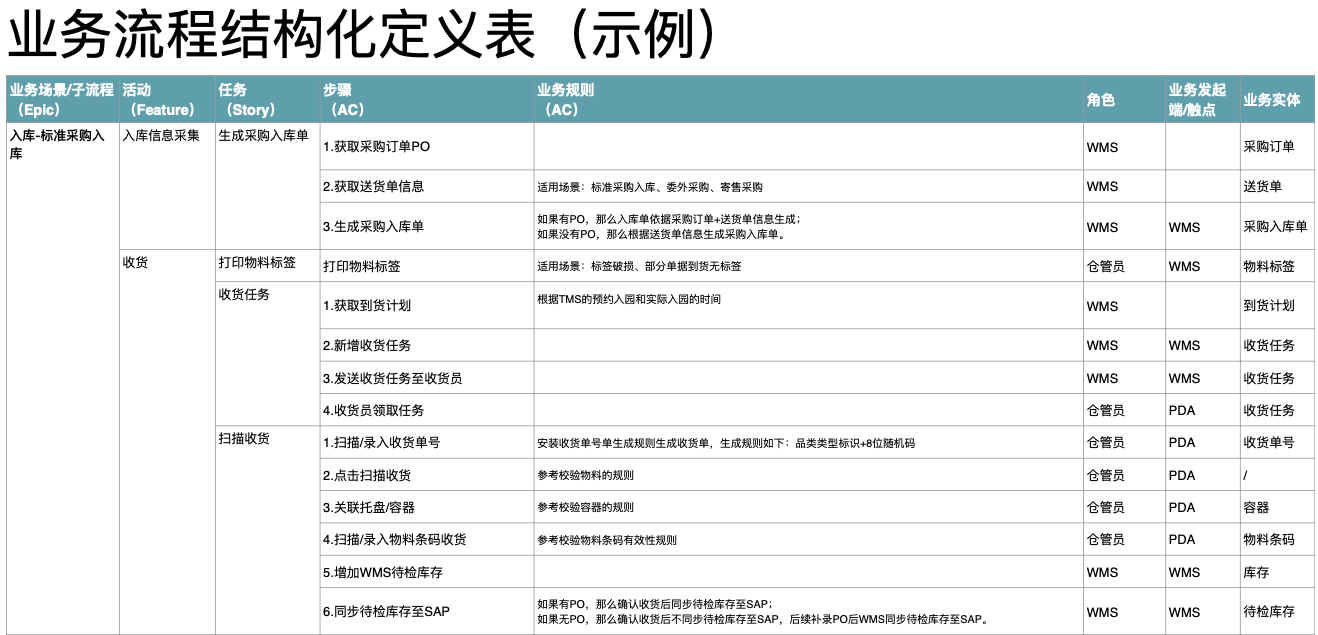 业务流程结构化定义表（示例）
业务场景/子流程（Epic） 活动（Feature） 任务（Story） 步骤（AC） 业务规则（AC） 角色 业务发起端/触点 业务实体
入库-标准采购入库 入库信息采集 生成采购入库单 1.获取采购订单PO WMS 采购订单
2.获取送货单信息 适用场景：标准采购入库、委外采购、寄售采购 WMS 送货单
3.生成采购入库单 如果有PO，那么入库单依据采购订单+送货单信息生成；
如果没有PO，那么根据送货单信息生成采购入库单。 WMS WMS 采购入库单
收货 打印物料标签 打印物料标签 适用场景：标签破损、部分单据到货无标签 仓管员 WMS 物料标签
收货任务 1.获取到货计划 根据TMS的预约入园和实际入园的时间 WMS 到货计划
2.新增收货任务 WMS WMS 收货任务
3.发送收货任务至收货员 WMS WMS 收货任务
4.收货员领取任务 仓管员 PDA 收货任务
扫描收货 1.扫描/录入收货单号 安装收货单号单生成规则生成收货单，生成规则如下：品类类型标识+8位随机码 仓管员 PDA 收货单号
2.点击扫描收货 参考校验物料的规则 仓管员 PDA /
3.关联托盘/容器 参考校验容器的规则 仓管员 PDA 容器
4.扫描/录入物料条码收货 参考校验物料条码有效性规则 仓管员 PDA 物料条码
5.增加WMS待检库存 WMS WMS 库存
6.同步待检库存至SAP 如果有PO，那么确认收货后同步待检库存至SAP；
如果无PO，那么确认收货后不同步待检库存至SAP，后续补录PO后WMS同步待检库存至SAP。 WMS WMS 待检库存